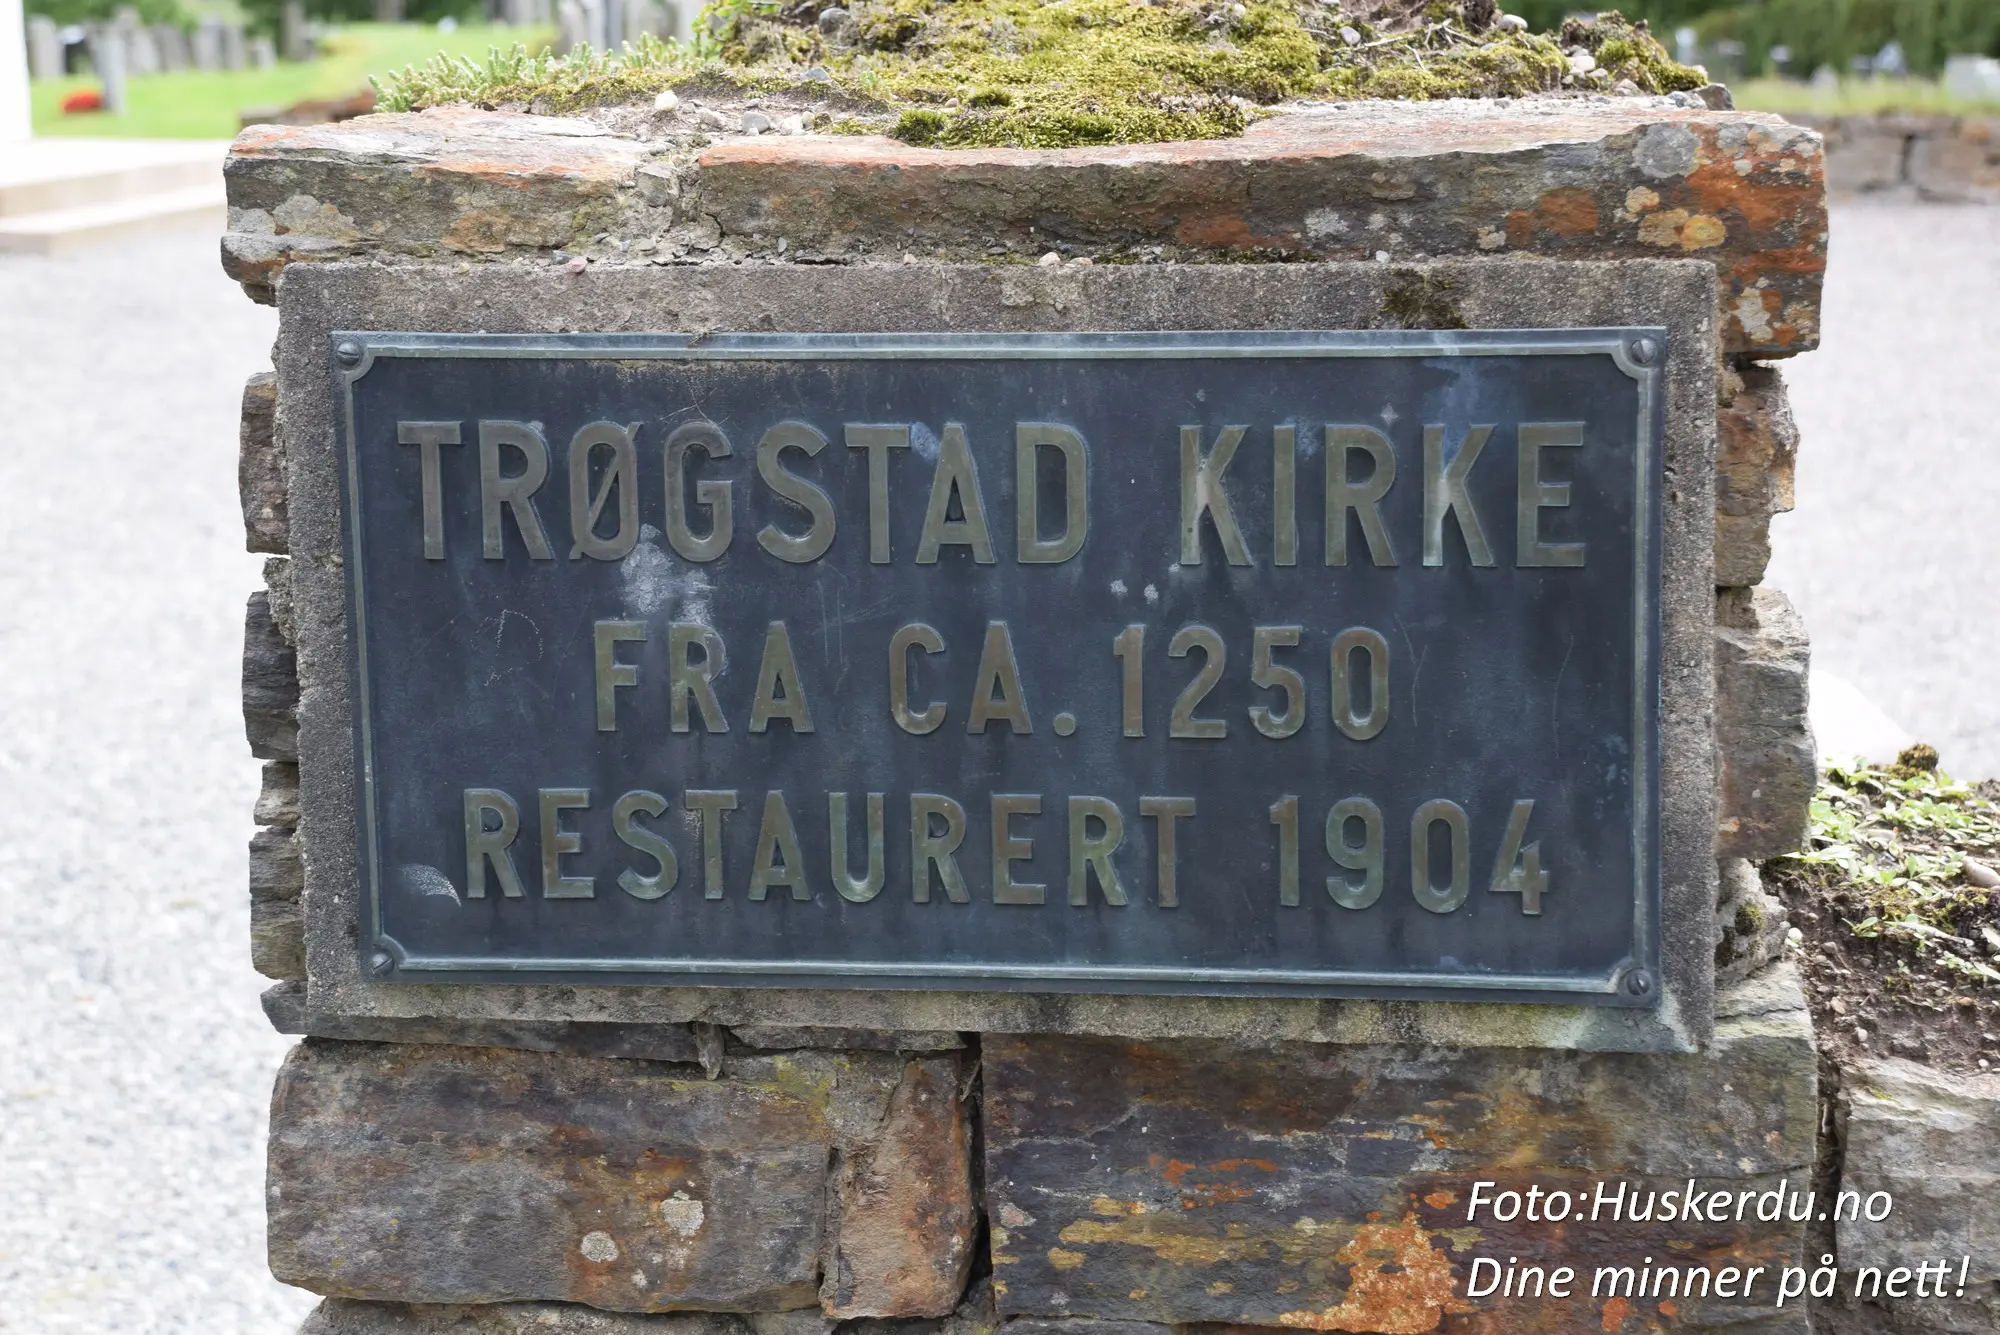 TRØGSTAD KIRKE
FRA CA. 1250
RESTAURERT 1904
Foto:Huskerdu.no
Dine minner på nett!